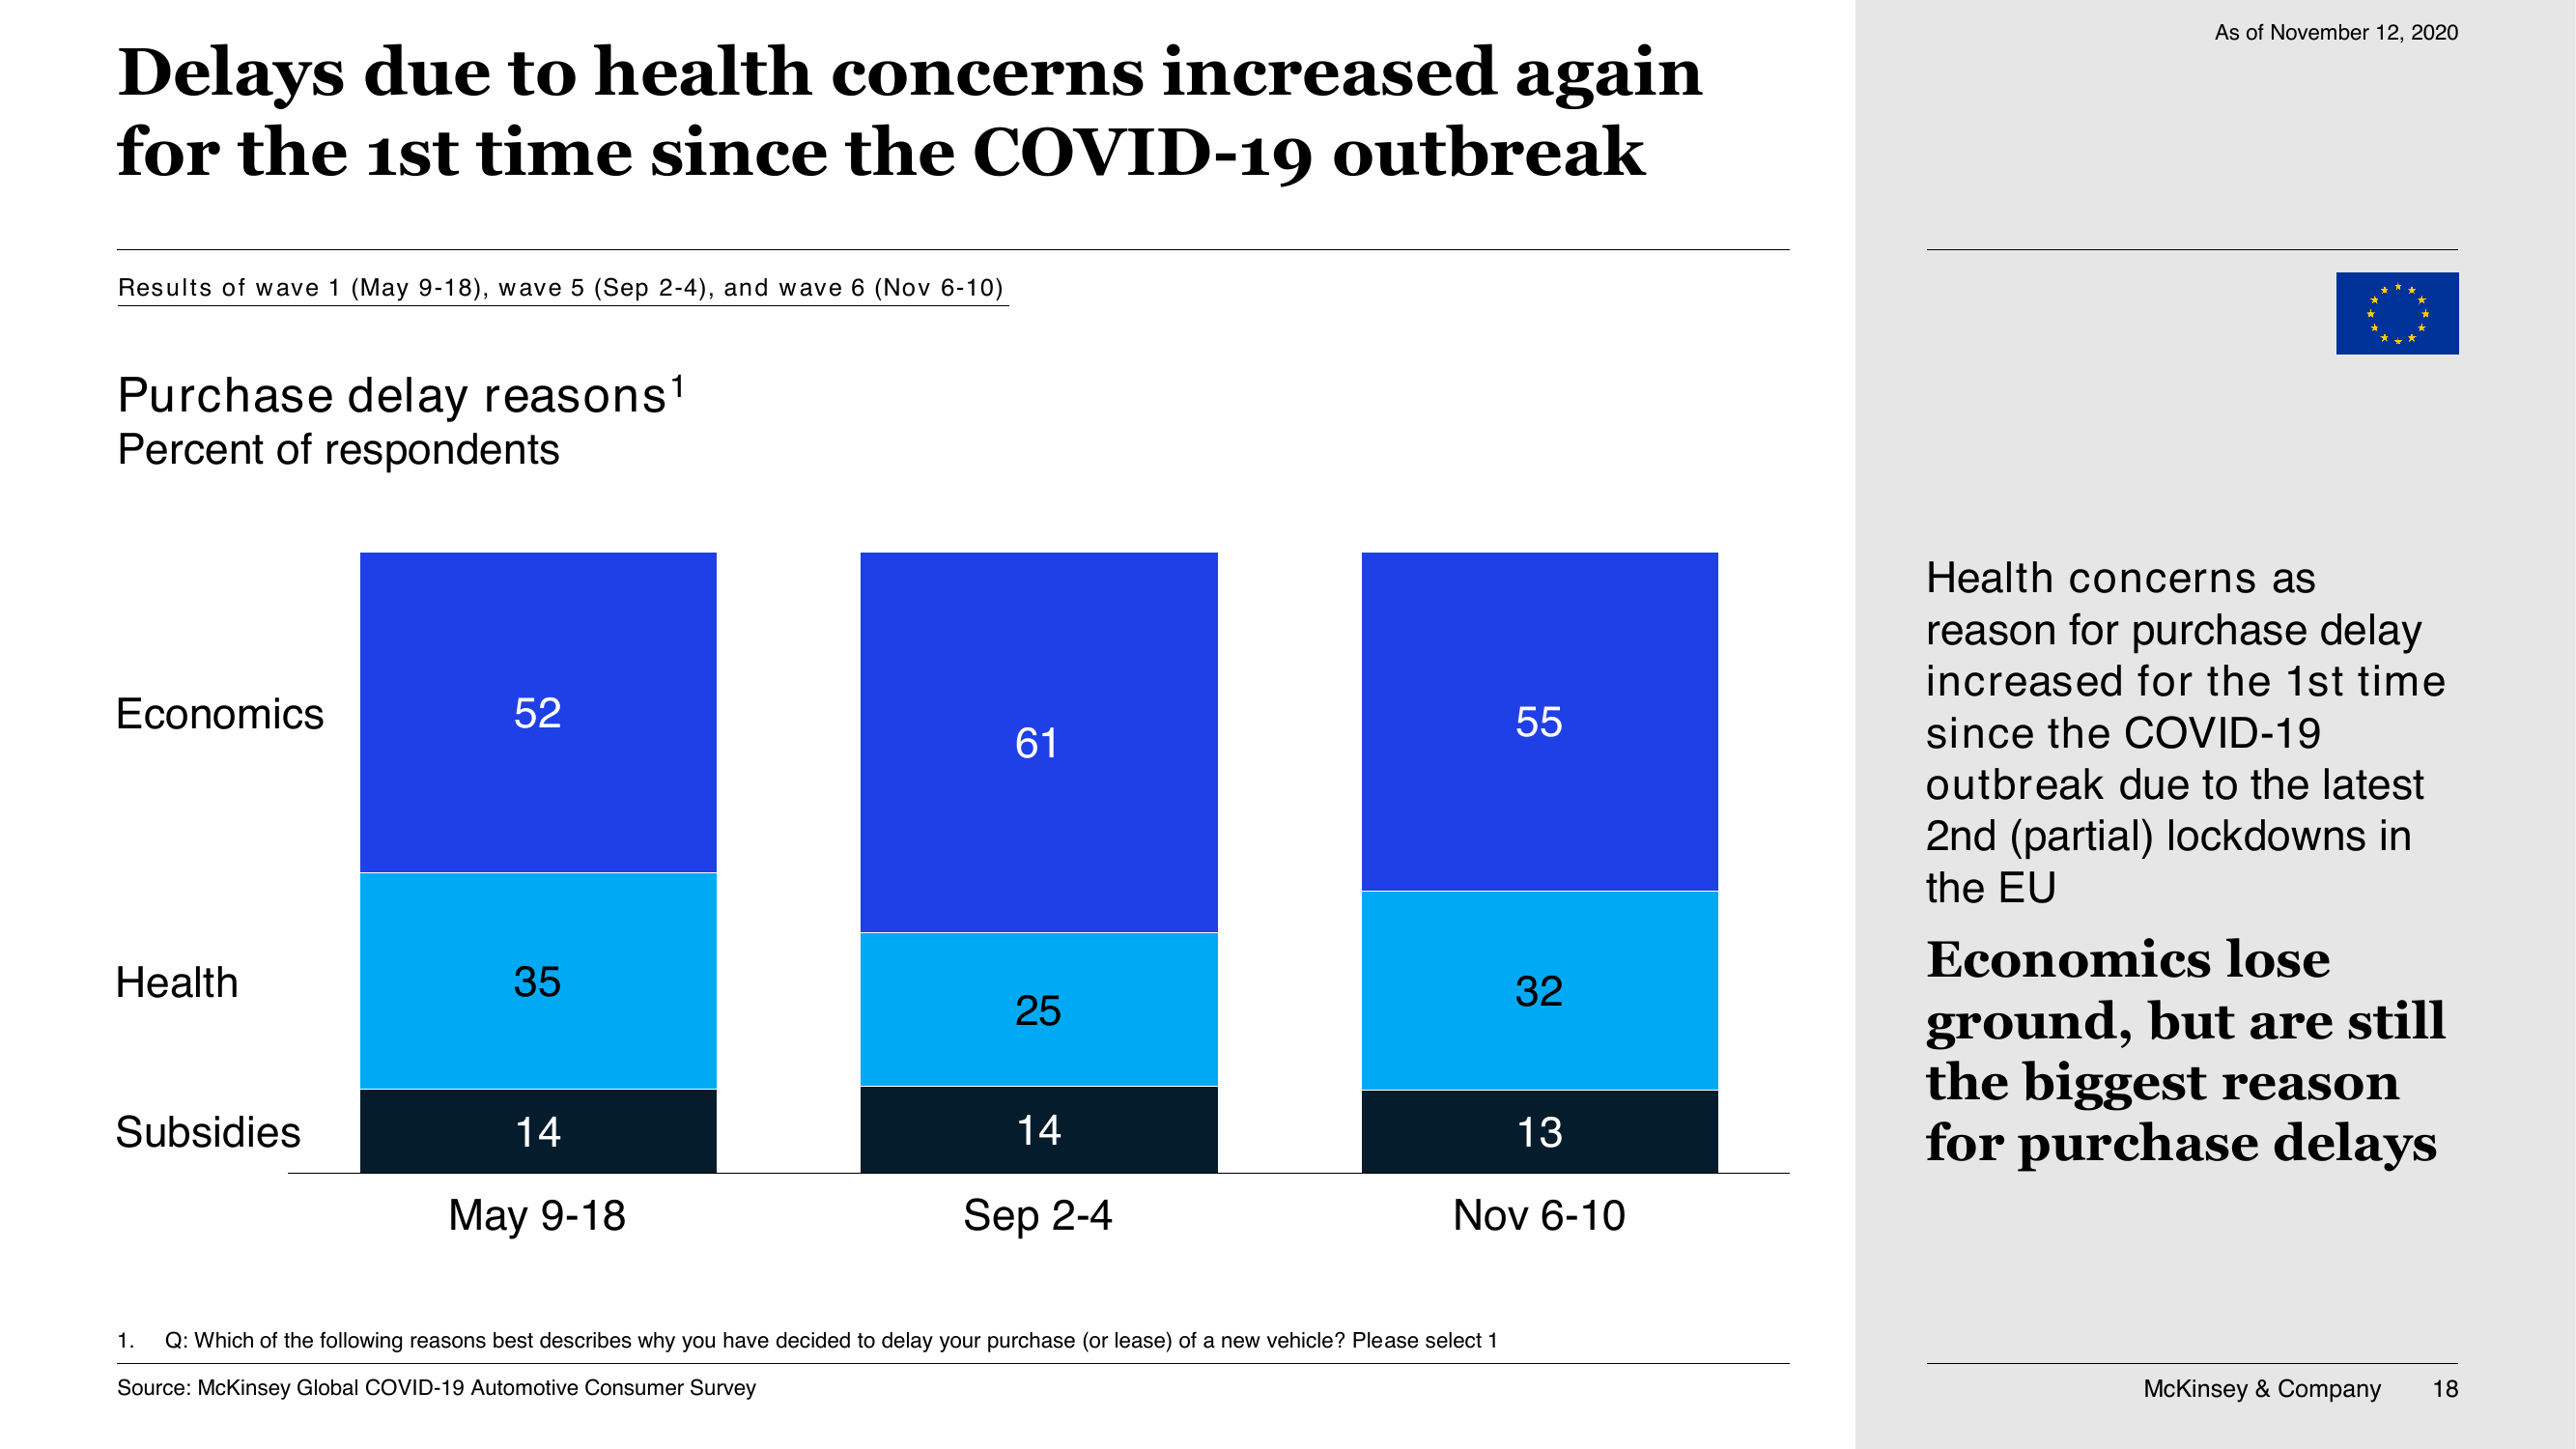 As of November 12, 2020
Delays due to health concerns increased again
for the 1st time since the COVID-19 outbreak
Results of wave 1 (May 9-18), wave 5 (Sep 2-4), and wave 6 (Nov 6-10)
Purchase delay reasons1
Percent of respondents
Economics
52
61
55
Health
35
25
32
Subsidies
14
14
13
May 9-18
Sep 2-4
Nov 6-10
Health concerns as
reason for purchase delay
increased for the 1st time
since the COVID-19
outbreak due to the latest
2nd (partial) lockdowns in
the EU
Economics lose
ground, but are still
the biggest reason
for purchase delays
1. Q: Which of the following reasons best describes why you have decided to delay your purchase (or lease) of a new vehicle? Please select 1
Source: McKinsey Global COVID-19 Automotive Consumer Survey
McKinsey & Company 18